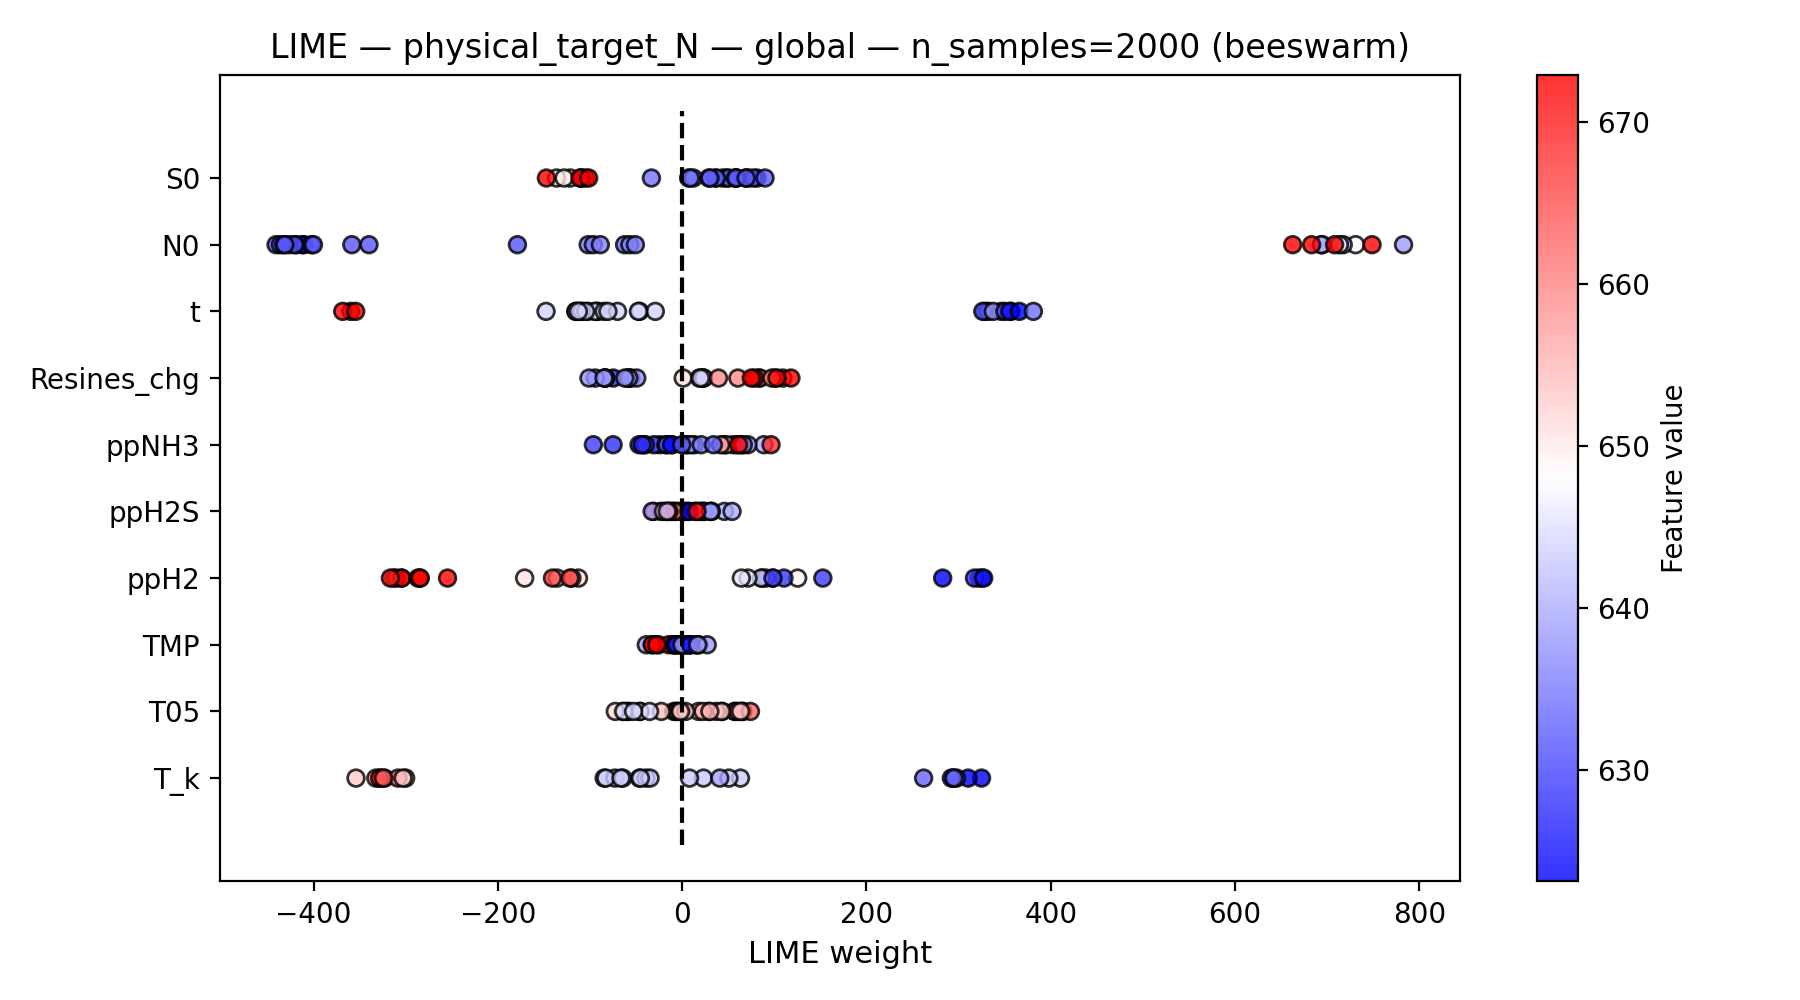 LIME — physical_target_N — global — n_samples=2000 (beeswarm)
S0
N0
t
Resines_chg
ppNH3
ppH2S
ppH2
TMP
T05
T_k
−400
−200
0
200
400
600
800
LIME weight
670
660
650
640
630
Feature value